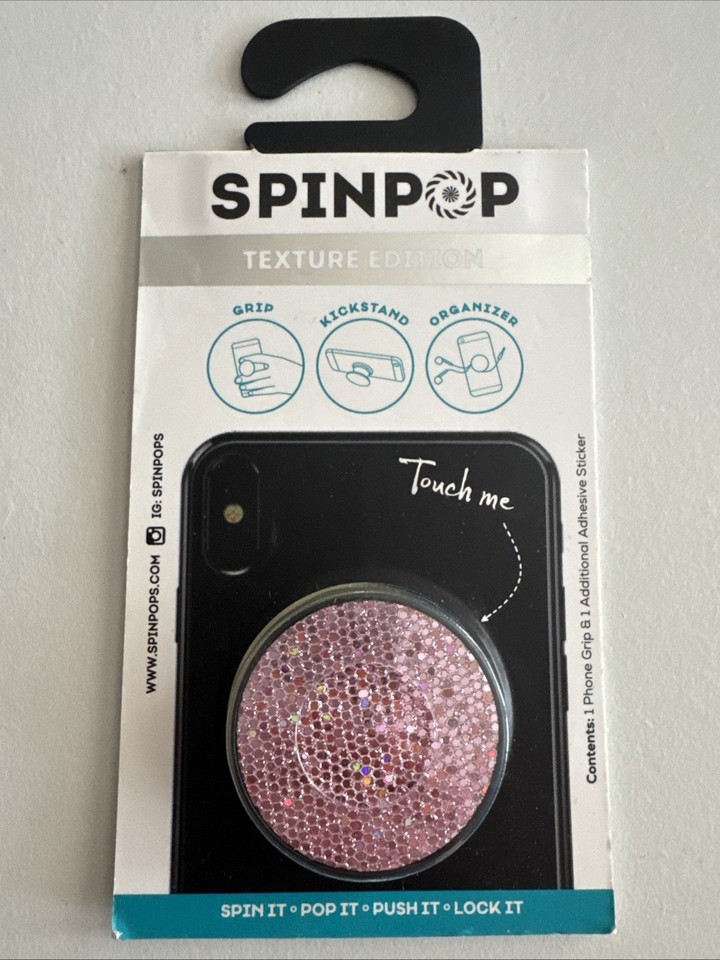 SPINPOP
TEXTURE EDITION
GRIP
KICKSTAND
ORGANIZER
Touch me
WWW.SPINPOPS.COM IG: SPINPOPS
Contents: 1 Phone Grip & 1 Additional Adhesive Sticker
SPIN IT ◦ POP IT ◦ PUSH IT ◦ LOCK IT